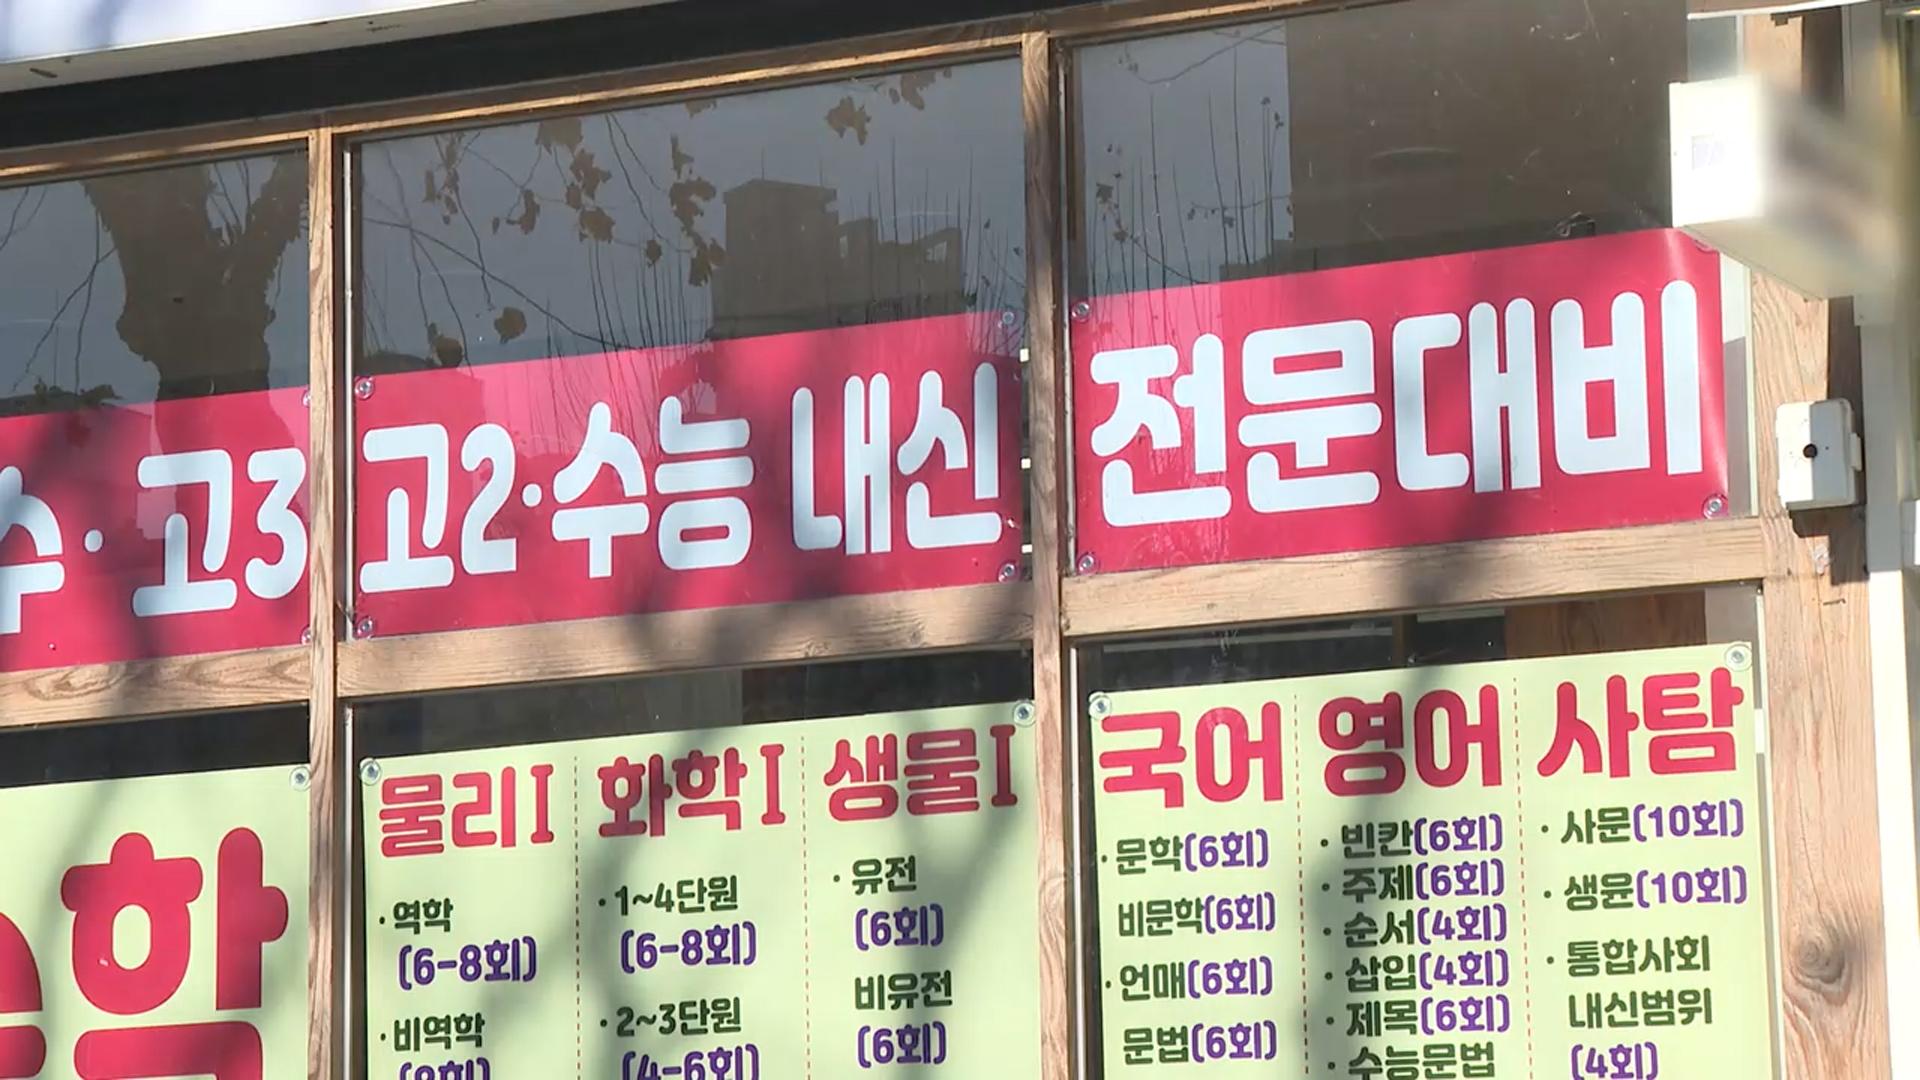 수 · 고3 고2·수능 내신 전문대비
수학
물리I
·역학
(6-8회)
·비역학
화학I
·1~4단원
(6-8회)
·2~3단원
(4-6회)
생물I
·유전
(6회)
비유전
(6회)
국어
·문학(6회)
비문학(6회)
·언매(6회)
문법(6회)
영어
·빈칸(6회)
·주제(6회)
·순서(4회)
·삽입(4회)
·제목(6회)
·수능문법
사탐
·사문(10회)
·생윤(10회)
·통합사회
내신범위
(4회)